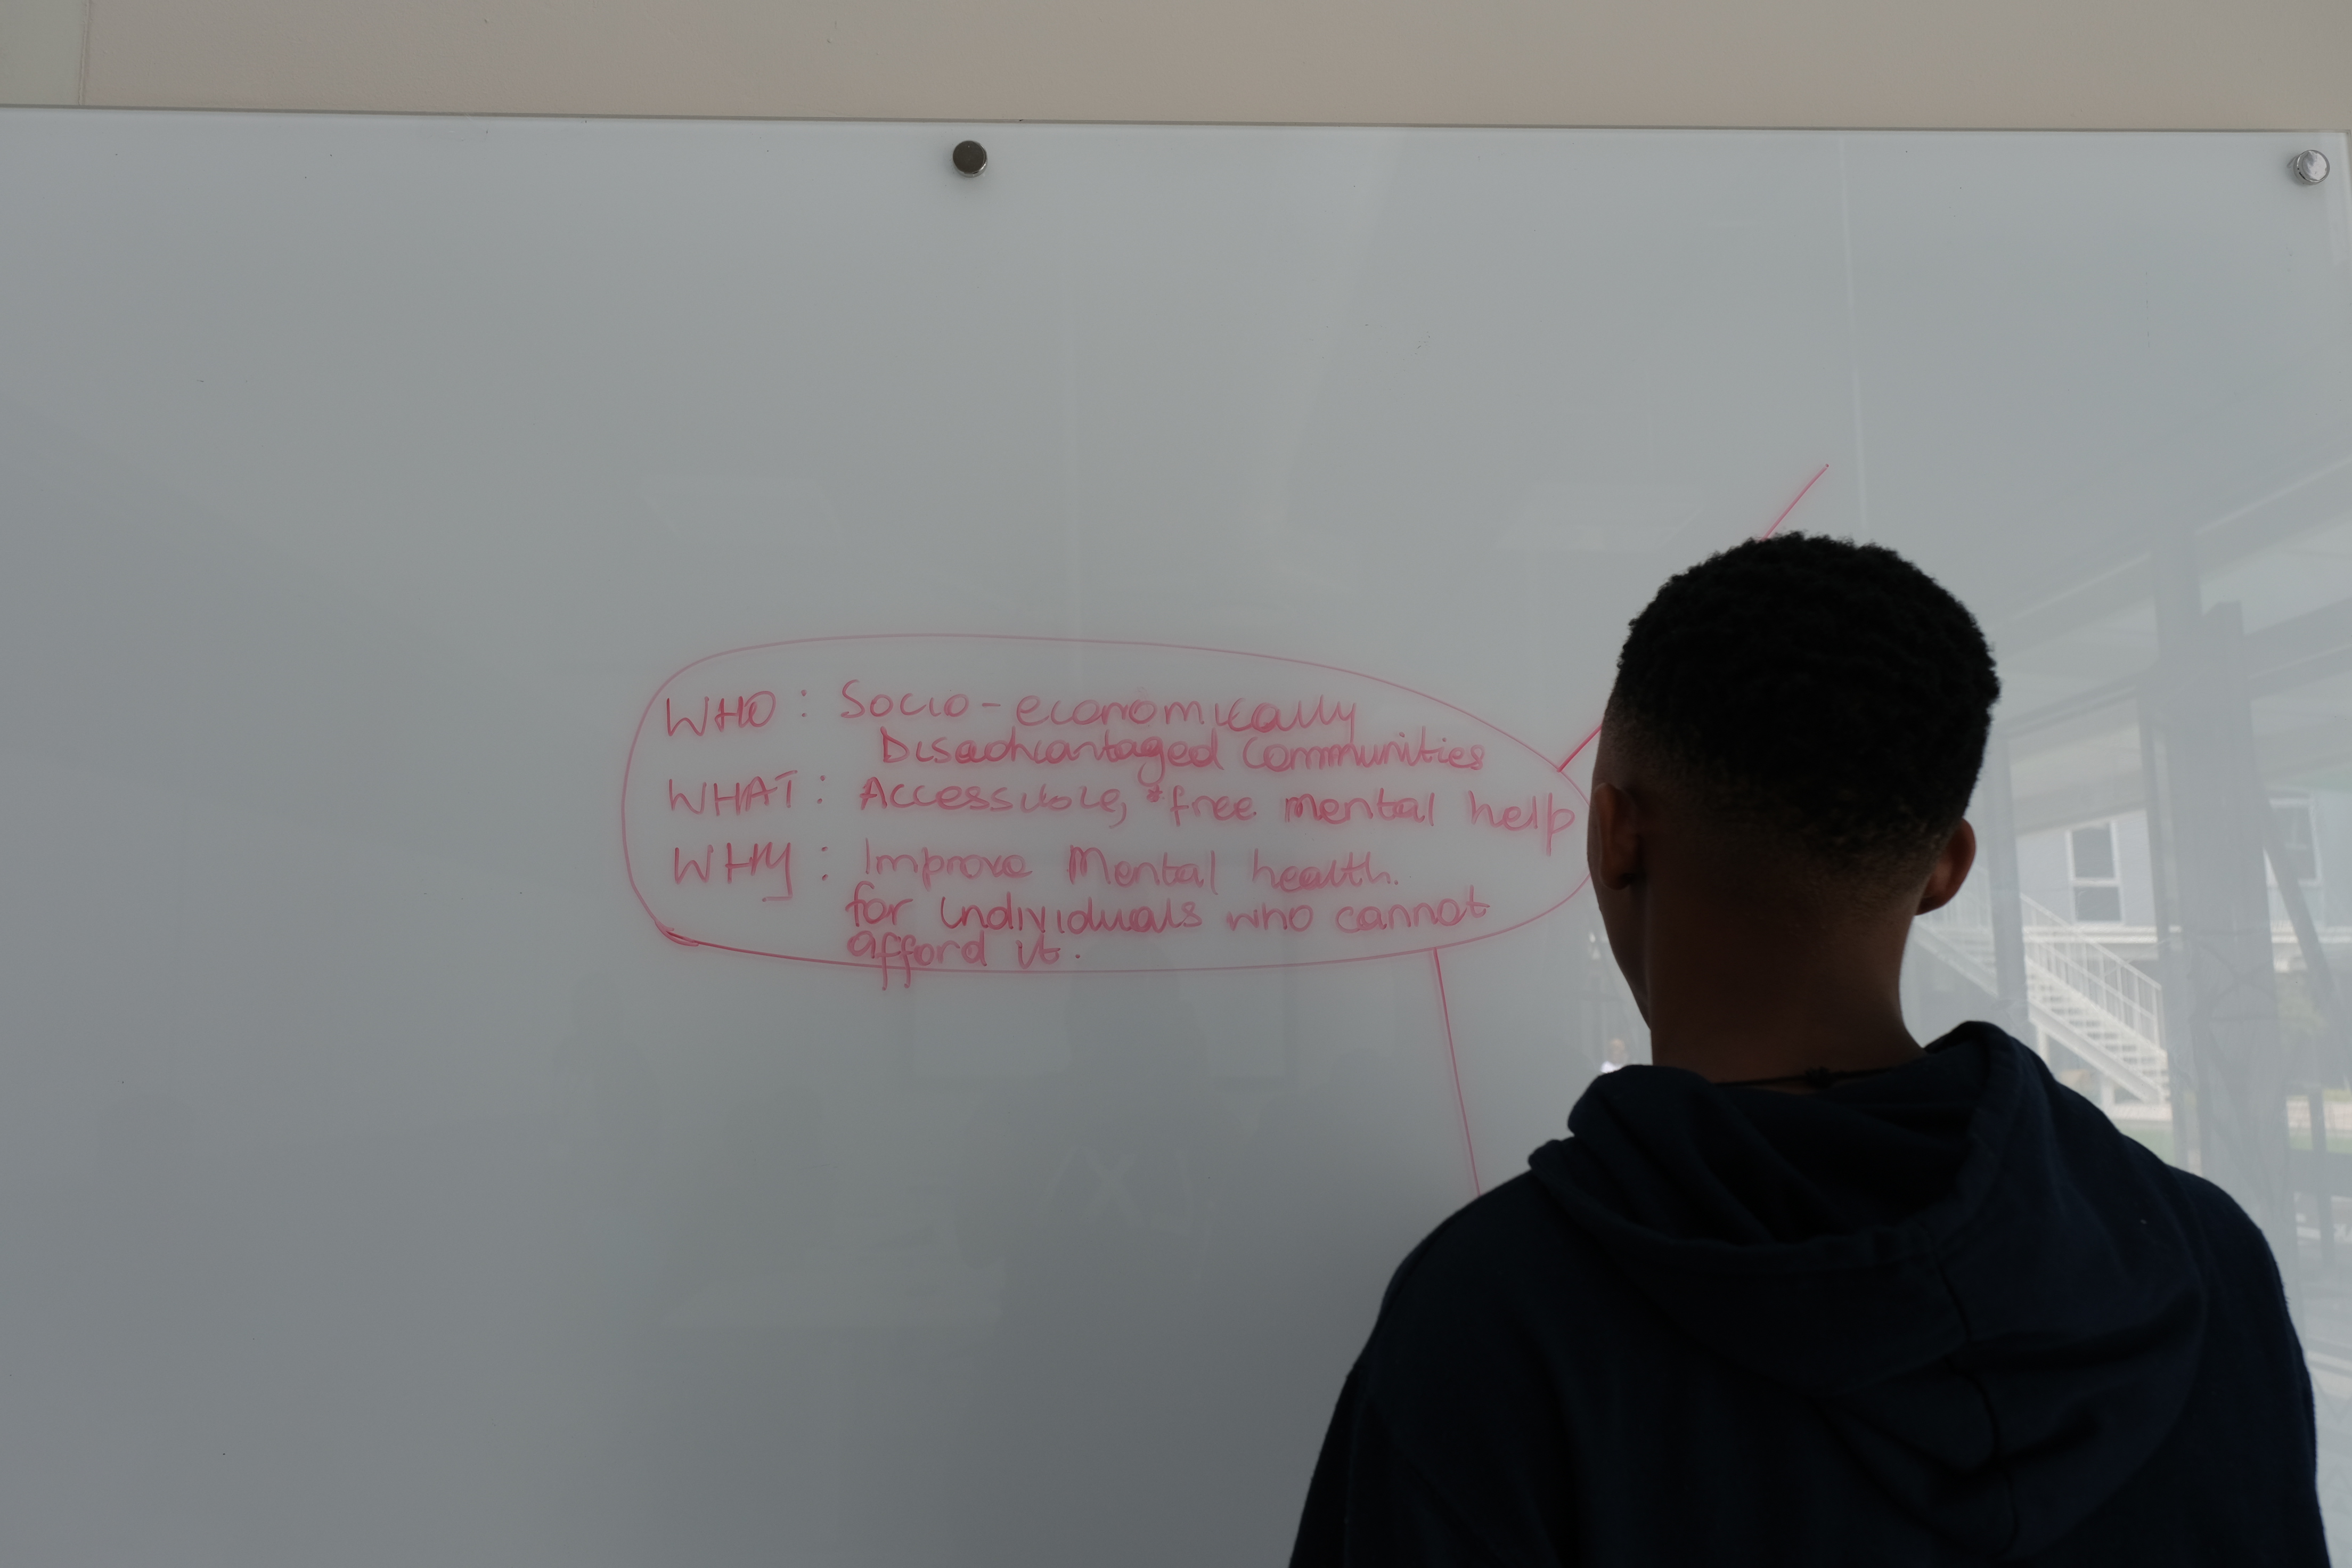 WHO : Socio-economically
Disadvantaged Communities
WHAT : Accessible, *free mental help
WHY : Improve Mental health.
for individuals who cannot
afford it.